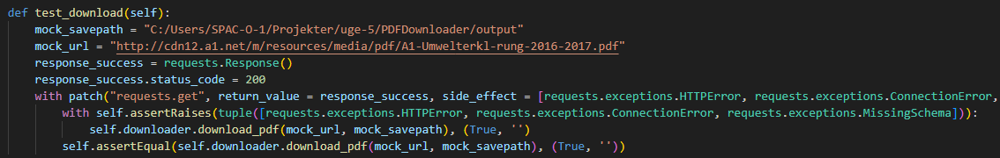 def test_download(self):
    mock_savepath = "C:/Users/SPAC-O-1/Projekter/uge-5/PDFDownloader/output"
    mock_url = "http://cdn12.a1.net/m/resources/media/pdf/A1-Umwelterkl-rung-2016-2017.pdf"
    response_success = requests.Response()
    response_success.status_code = 200
    with patch("requests.get", return_value = response_success, side_effect = [requests.exceptions.HTTPError, requests.exceptions.ConnectionError,
        with self.assertRaises(tuple([requests.exceptions.HTTPError, requests.exceptions.ConnectionError, requests.exceptions.MissingSchema])):
            self.downloader.download_pdf(mock_url, mock_savepath), (True, '')
        self.assertEqual(self.downloader.download_pdf(mock_url, mock_savepath), (True, ''))